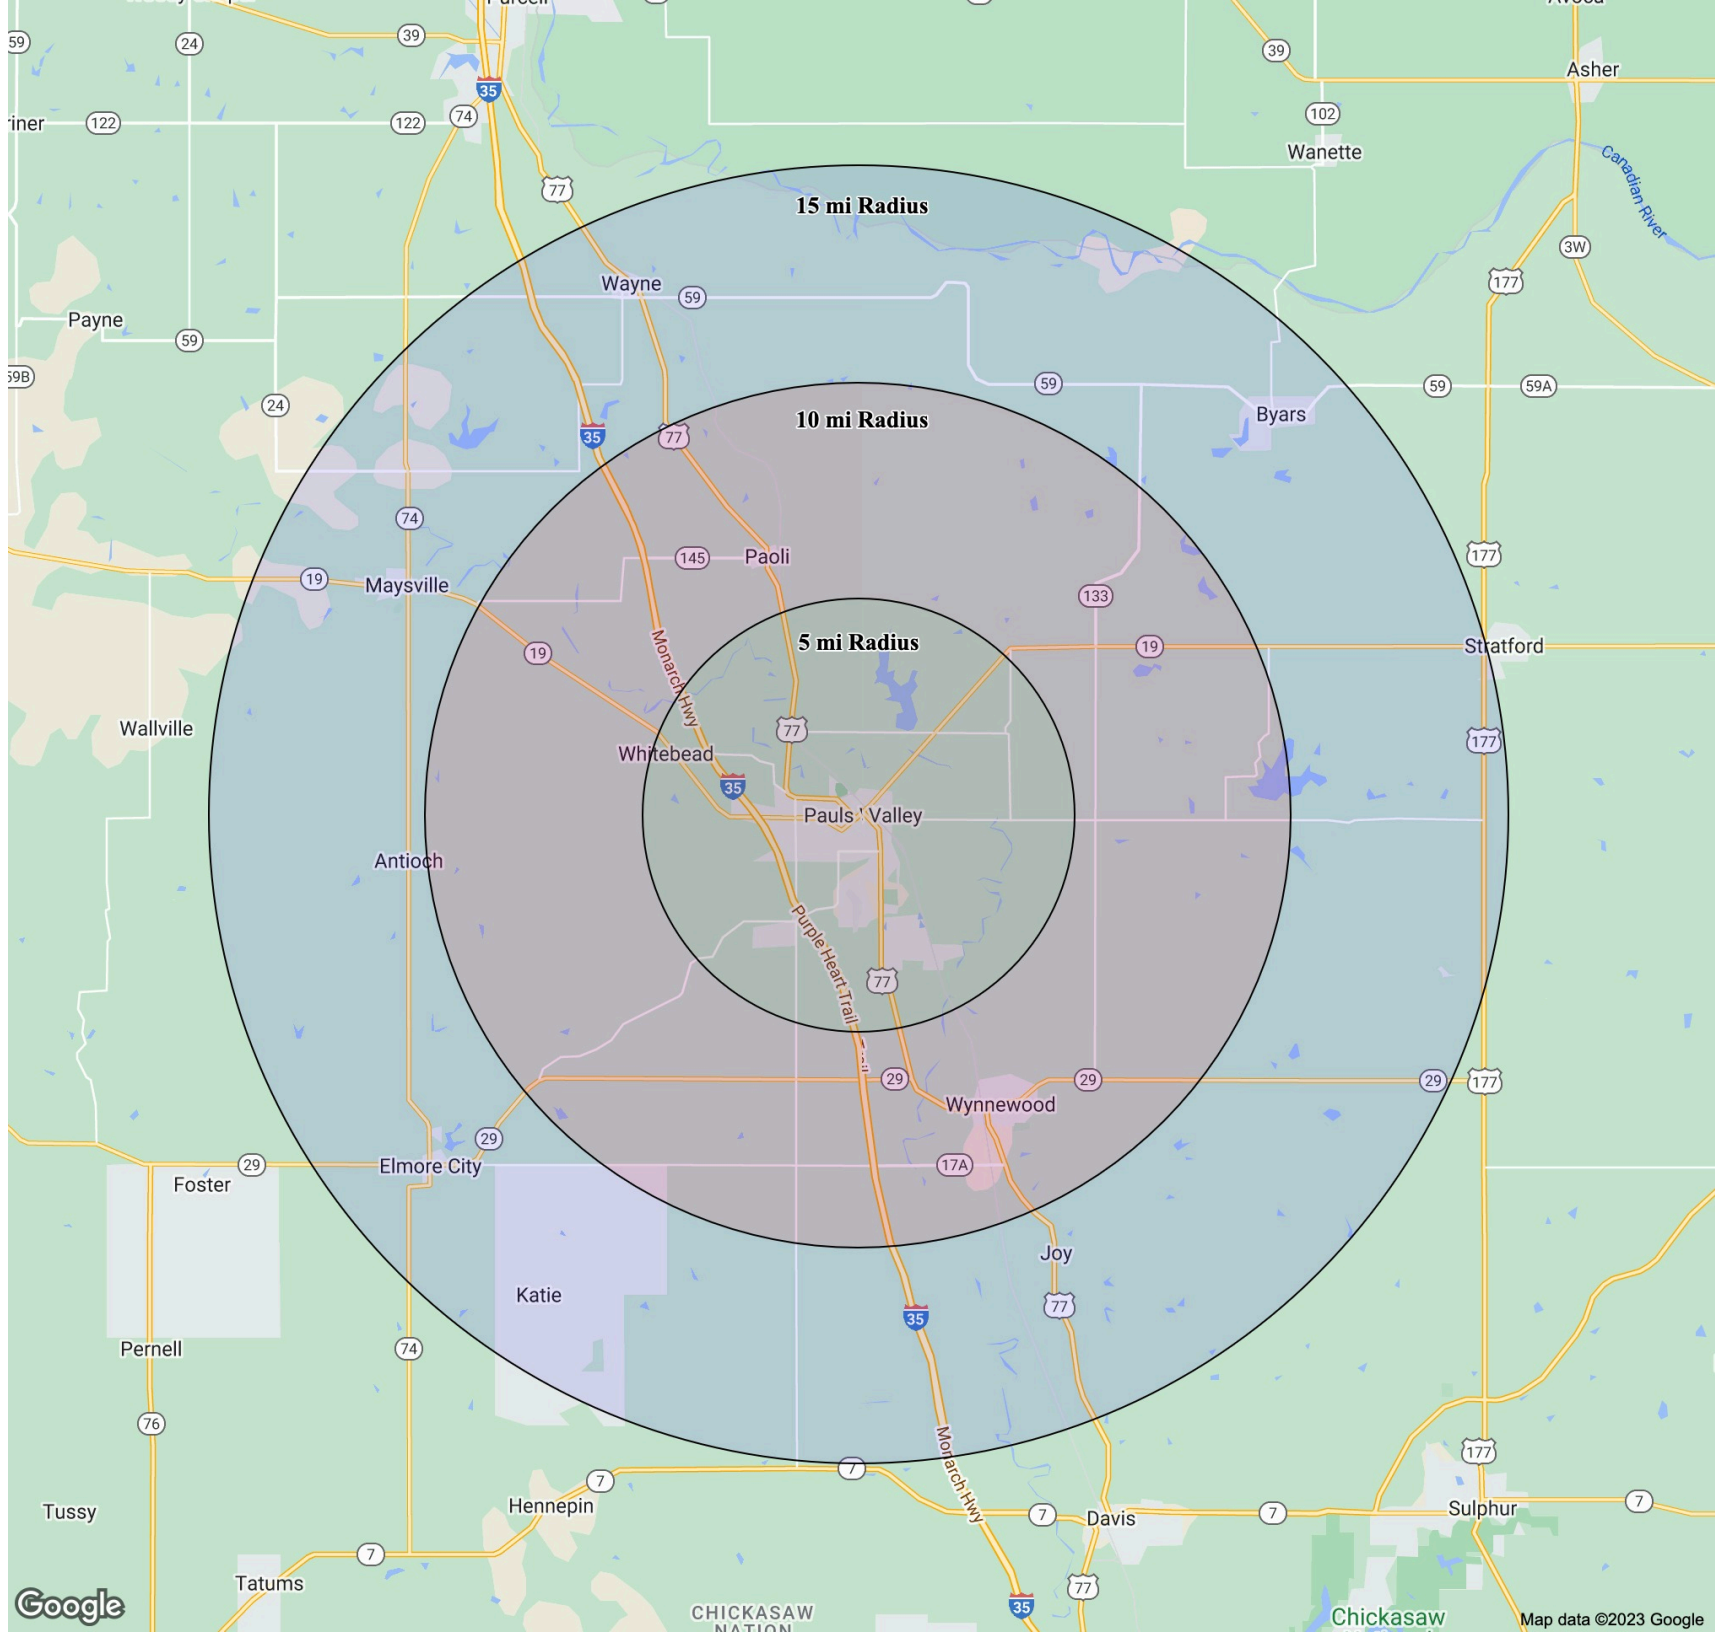 Purcell
39
59
24
35
39
Asher
74
122
122
102
Wanette
Canadian River
77
15 mi Radius
3W
177
Wayne
59
Payne
59
59B
59
59
59A
24
Byars
10 mi Radius
35
77
74
177
145
Paoli
19
Maysville
133
Monarch Hwy
5 mi Radius
19
19
Stratford
Wallville
77
177
Whitebead
35
Pauls Valley
Antioch
Purple Heart Trail
77
29
29
29
177
Wynnewood
29
Elmore City
17A
29
Foster
Joy
Katie
77
35
Pernell
74
76
Monarch Hwy
177
7
7
Hennepin
Tussy
7
Davis
7
Sulphur
7
7
Tatums
77
35
Google
CHICKASAW
NATION
Chickasaw
Map data ©2023 Google